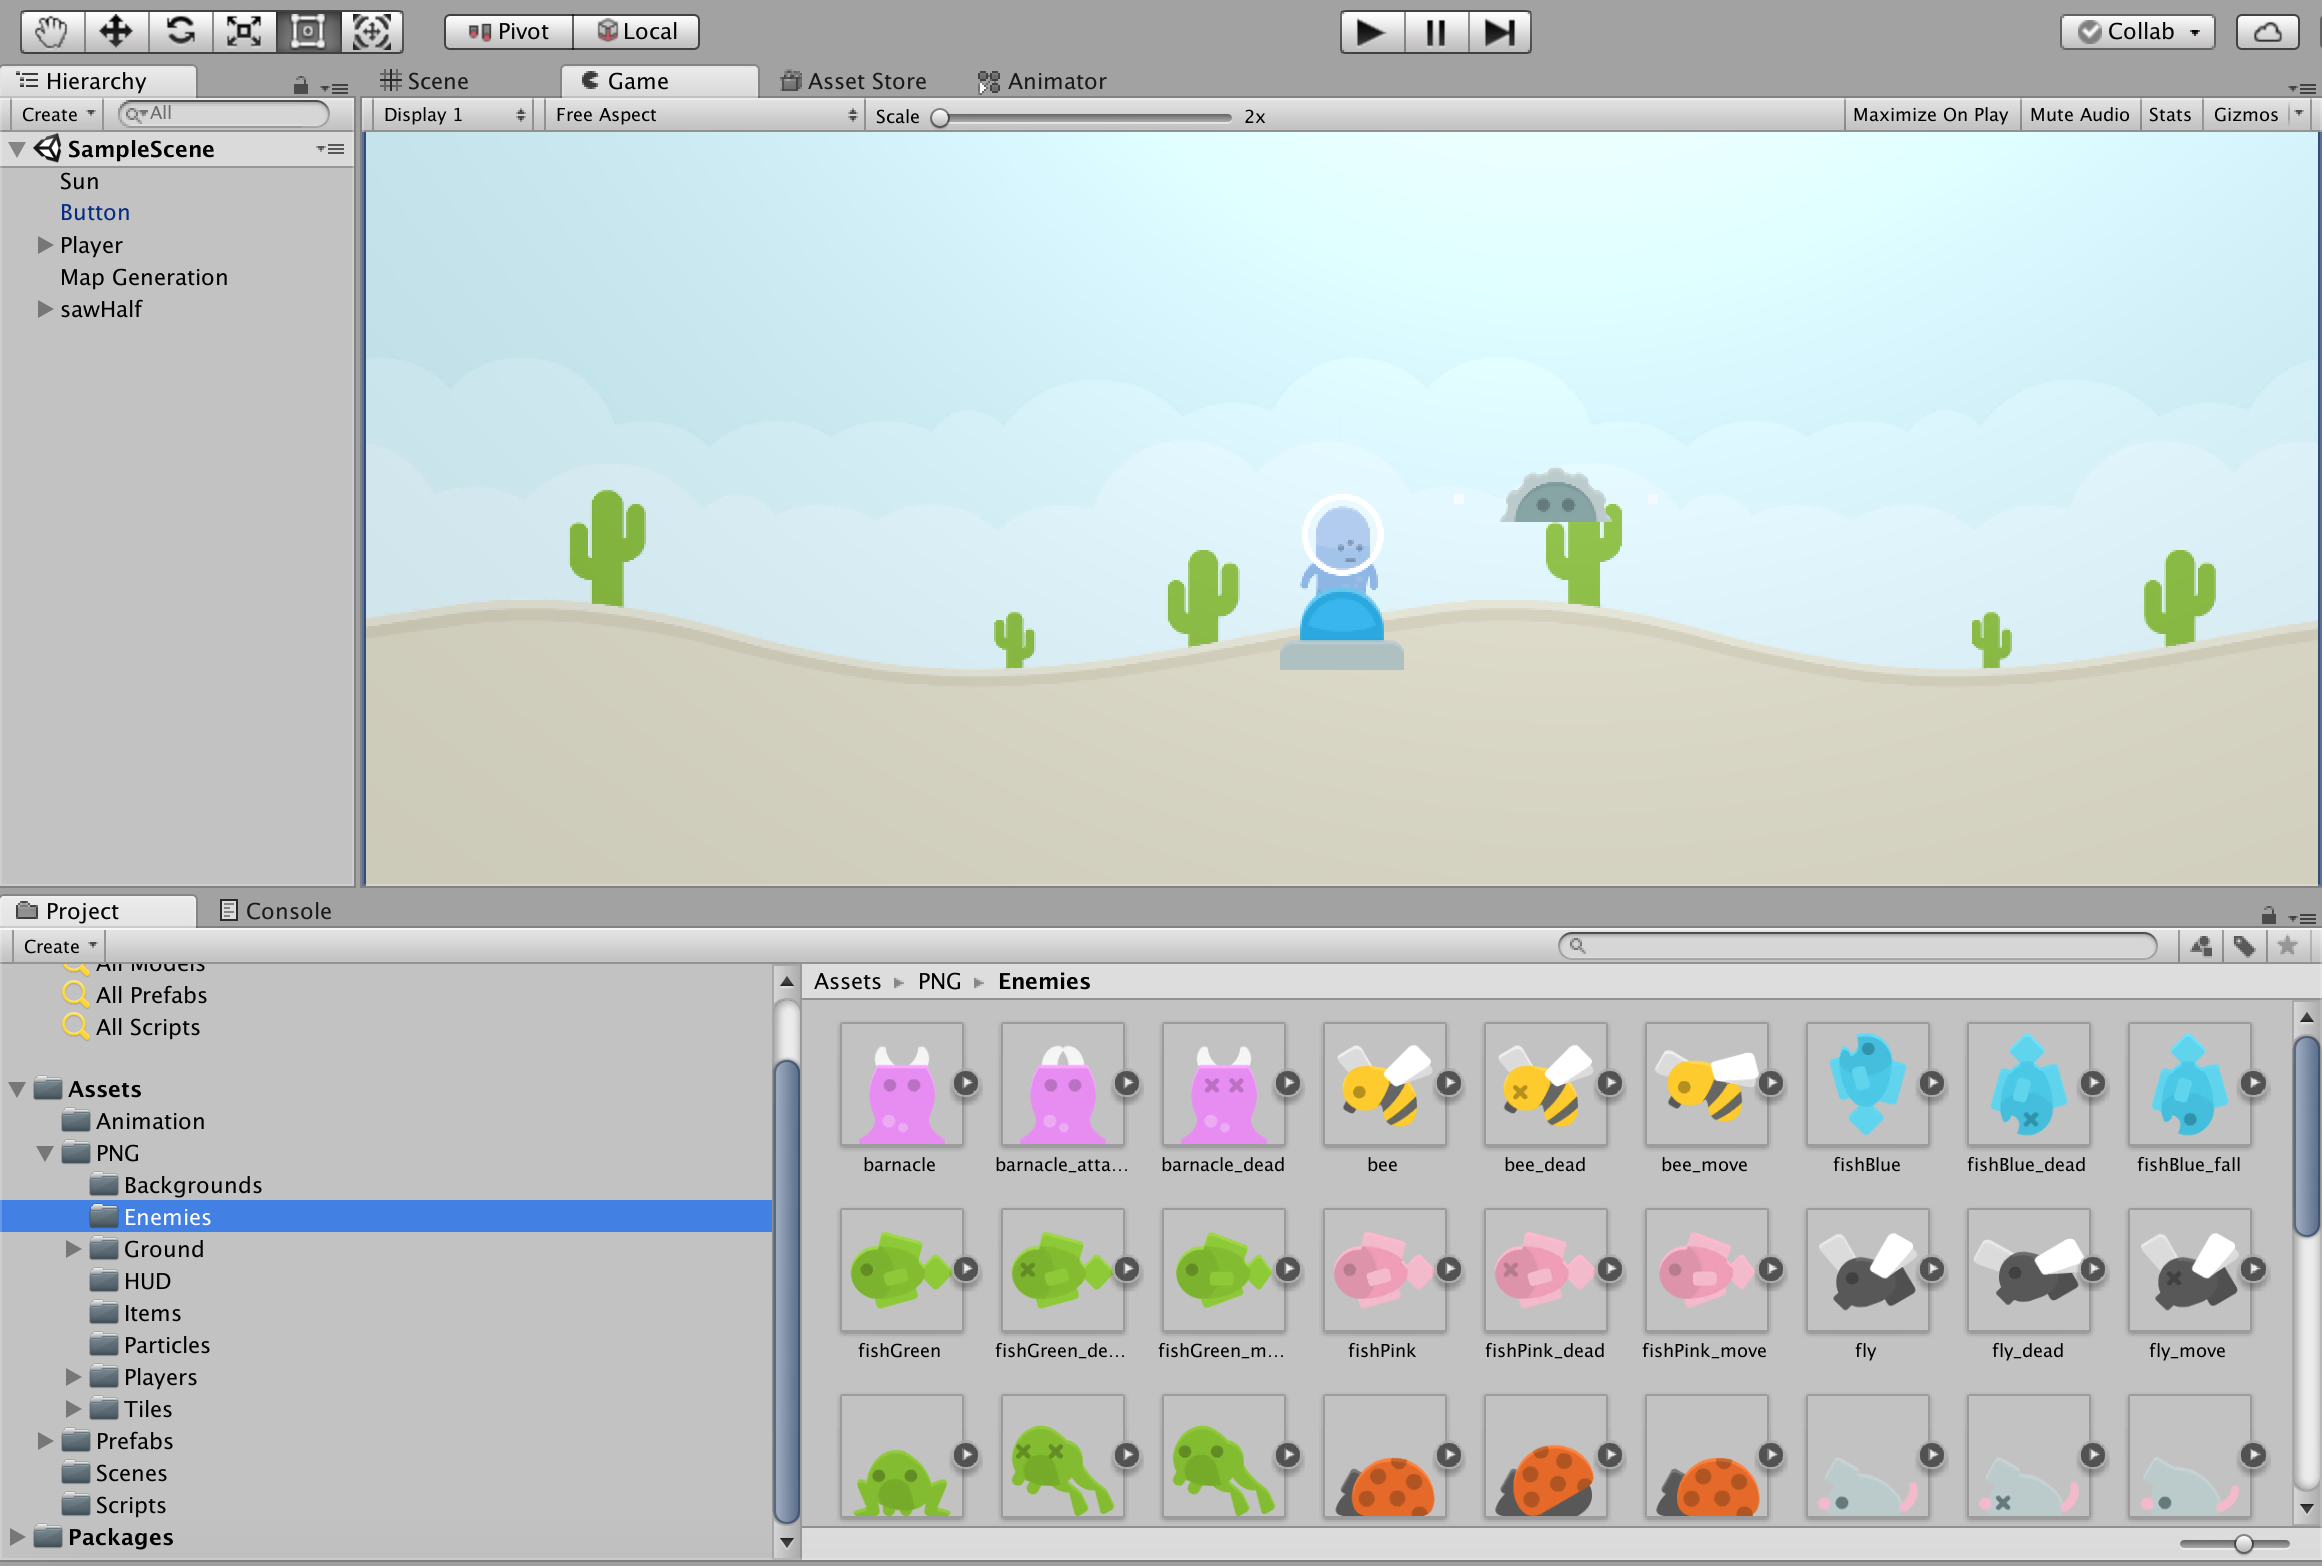 Pivot Local Collab
Hierarchy Scene Game Asset Store Animator
Create All Display 1 Free Aspect Scale 2x Maximize On Play Mute Audio Stats Gizmos
SampleScene
Sun
Button
Player
Map Generation
sawHalf
Project Console
Create
All Models
All Prefabs
All Scripts
Assets
Animation
PNG
Backgrounds
Enemies
Ground
HUD
Items
Particles
Players
Tiles
Prefabs
Scenes
Scripts
Packages
Assets PNG Enemies
barnacle barnacle_atta... barnacle_dead bee bee_dead bee_move fishBlue fishBlue_dead fishBlue_fall
fishGreen fishGreen_de... fishGreen_m... fishPink fishPink_dead fishPink_move fly fly_dead fly_move